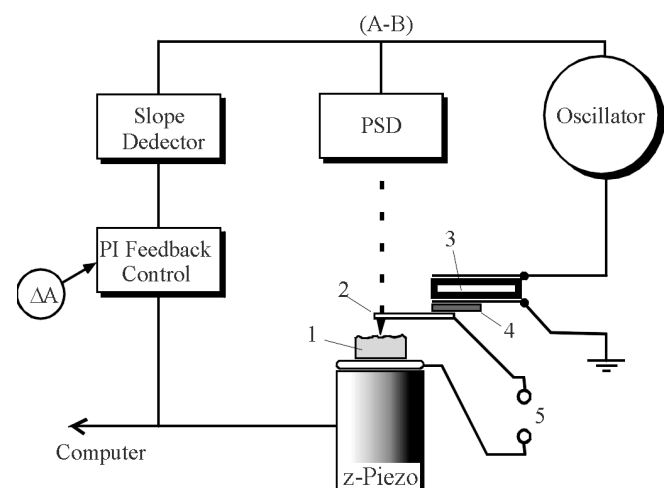 (A-B)
Slope
Dedector
PSD
Oscillator
PI Feedback
Control
ΔA
3
2
4
1
5
Computer
z-Piezo